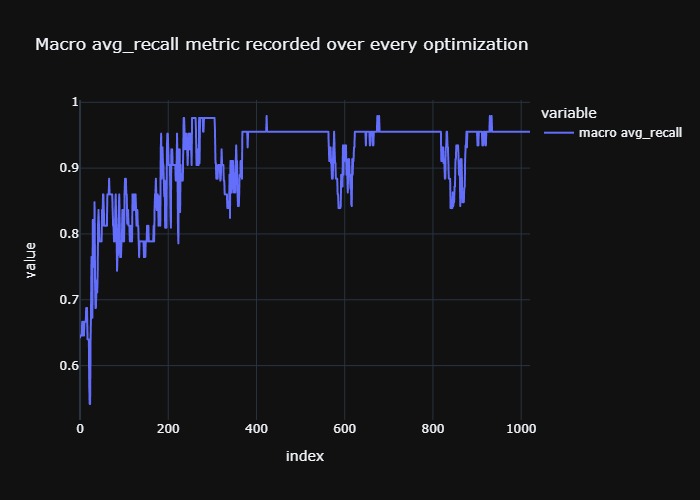 Macro avg_recall metric recorded over every optimization
variable
macro avg_recall
value
1
0.9
0.8
0.7
0.6
0
200
400
600
800
1000
index